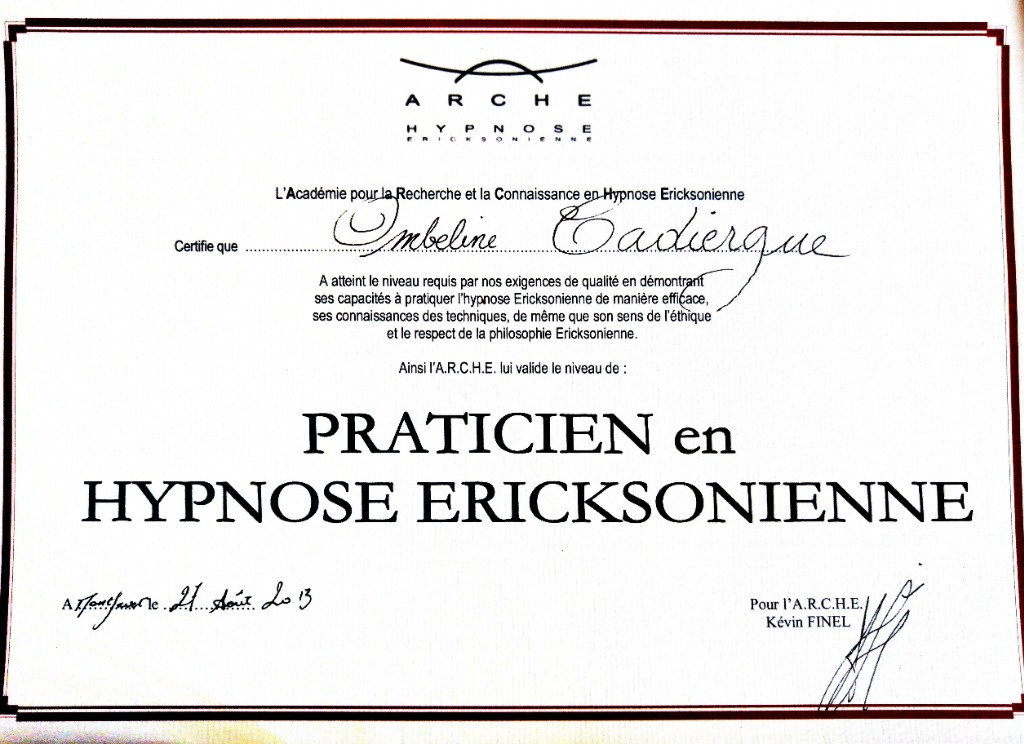 ARCHE
HYPNOSE
ERICKSONIENNE
L'Académie pour la Recherche et la Connaissance en Hypnose Ericksonienne
Certifie que Ombeline Tadiergue
A atteint le niveau requis par nos exigences de qualité en démontrant
ses capacités à pratiquer l'hypnose Ericksonienne de manière efficace,
ses connaissances des techniques, de même que son sens de l'éthique
et le respect de la philosophie Ericksonienne.
Ainsi l'A.R.C.H.E. lui valide le niveau de :
PRATICIEN en
HYPNOSE ERICKSONIENNE
A le 21 Août 2013
Pour l'A.R.C.H.E.
Kévin FINEL